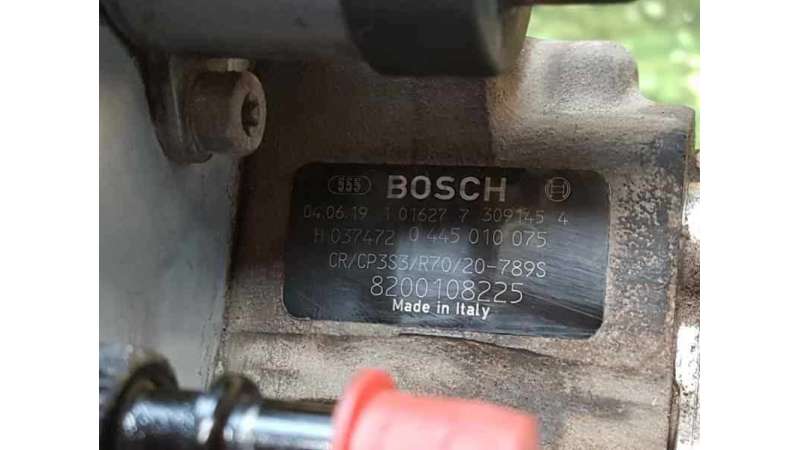 555 BOSCH
04.06.19 1 01627 7 309145 4
H 037472 0 445 010 075
CR/CP3S3/R70/20-789S
8200108225
Made in Italy